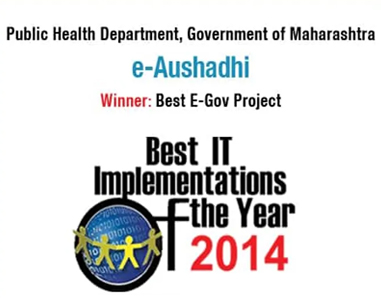 Public Health Department, Government of Maharashtra
e-Aushadhi
Winner: Best E-Gov Project
Best IT
Implementations
Of the Year
2014